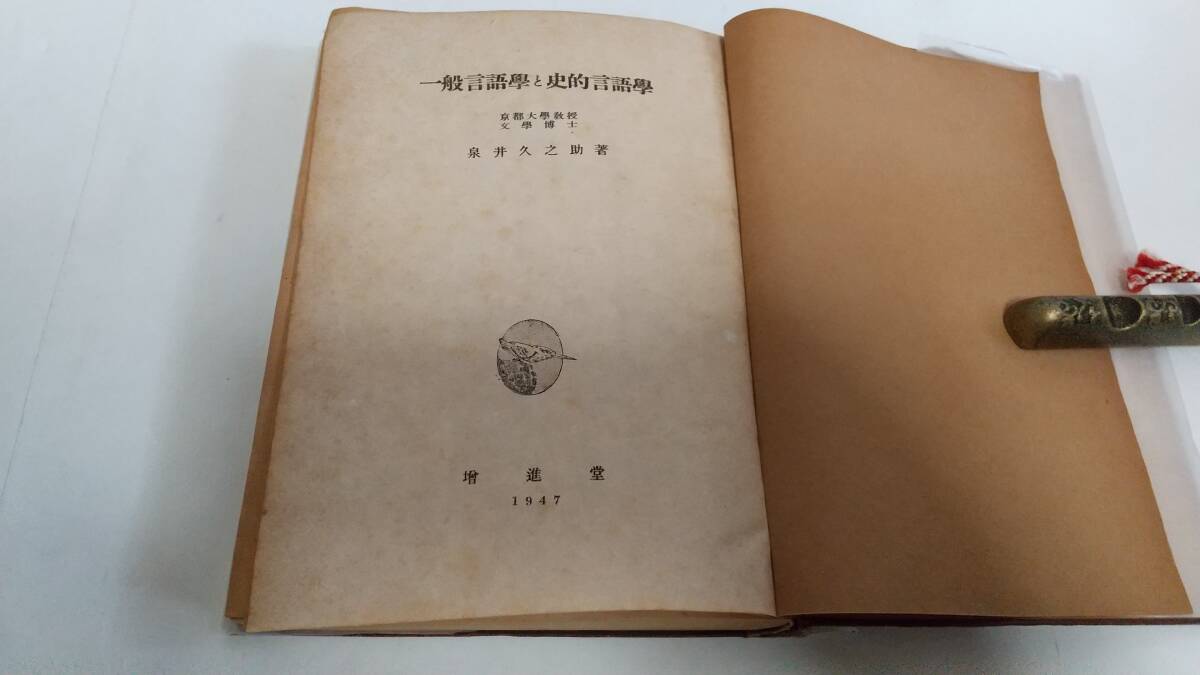 一般言語學と史的言語學
京都大學敎授
文學博士
泉井久之助著
增進堂
1947